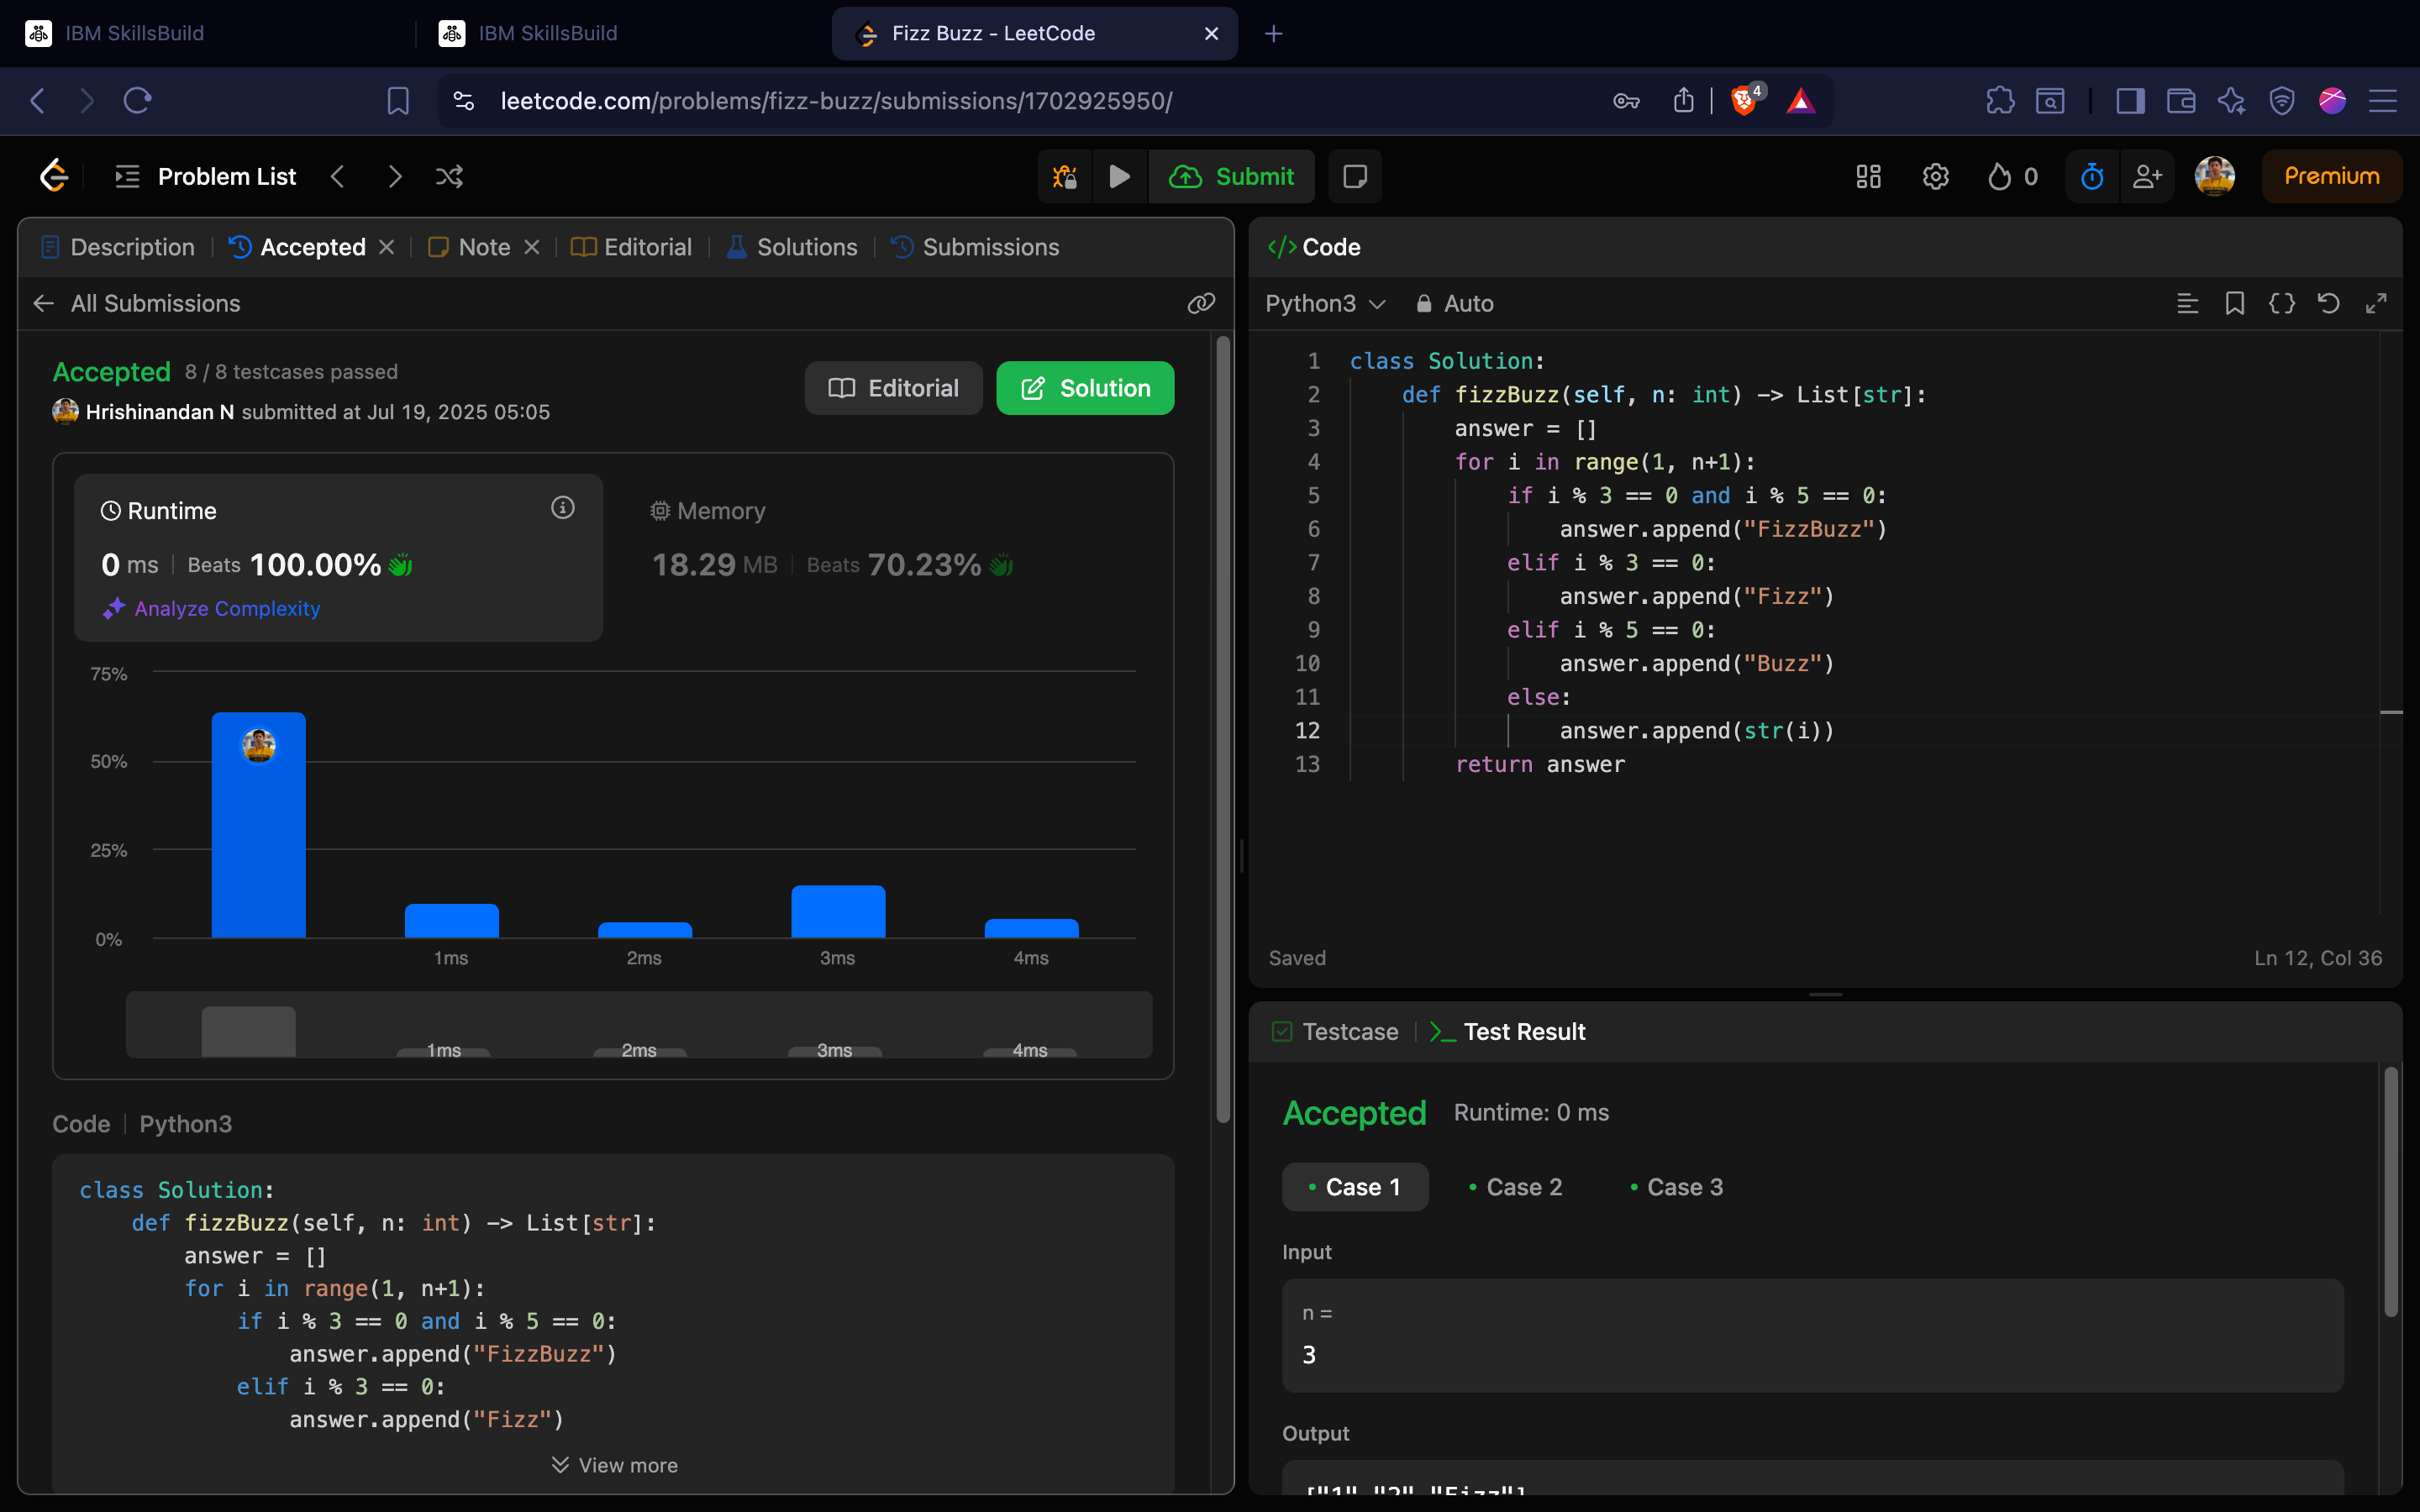 IBM SkillsBuild
IBM SkillsBuild
Fizz Buzz - LeetCode
leetcode.com/problems/fizz-buzz/submissions/1702925950/
4
Problem List
Submit
0
Premium
Description
Accepted
Note
Editorial
Solutions
Submissions
All Submissions
Accepted 8 / 8 testcases passed
Hrishinandan N submitted at Jul 19, 2025 05:05
Editorial
Solution
Runtime
0 ms Beats 100.00%
Analyze Complexity
Memory
18.29 MB Beats 70.23%
75%
50%
25%
0%
1ms 2ms 3ms 4ms
1ms 2ms 3ms 4ms
Code Python3
class Solution:
    def fizzBuzz(self, n: int) -> List[str]:
        answer = []
        for i in range(1, n+1):
            if i % 3 == 0 and i % 5 == 0:
                answer.append("FizzBuzz")
            elif i % 3 == 0:
                answer.append("Fizz")
View more
</> Code
Python3
Auto
1 class Solution:
2     def fizzBuzz(self, n: int) -> List[str]:
3         answer = []
4         for i in range(1, n+1):
5             if i % 3 == 0 and i % 5 == 0:
6                 answer.append("FizzBuzz")
7             elif i % 3 == 0:
8                 answer.append("Fizz")
9             elif i % 5 == 0:
10                 answer.append("Buzz")
11             else:
12                 answer.append(str(i))
13         return answer
Saved
Ln 12, Col 36
Testcase
Test Result
Accepted Runtime: 0 ms
Case 1
Case 2
Case 3
Input
n =
3
Output
["1","2","Fizz"]